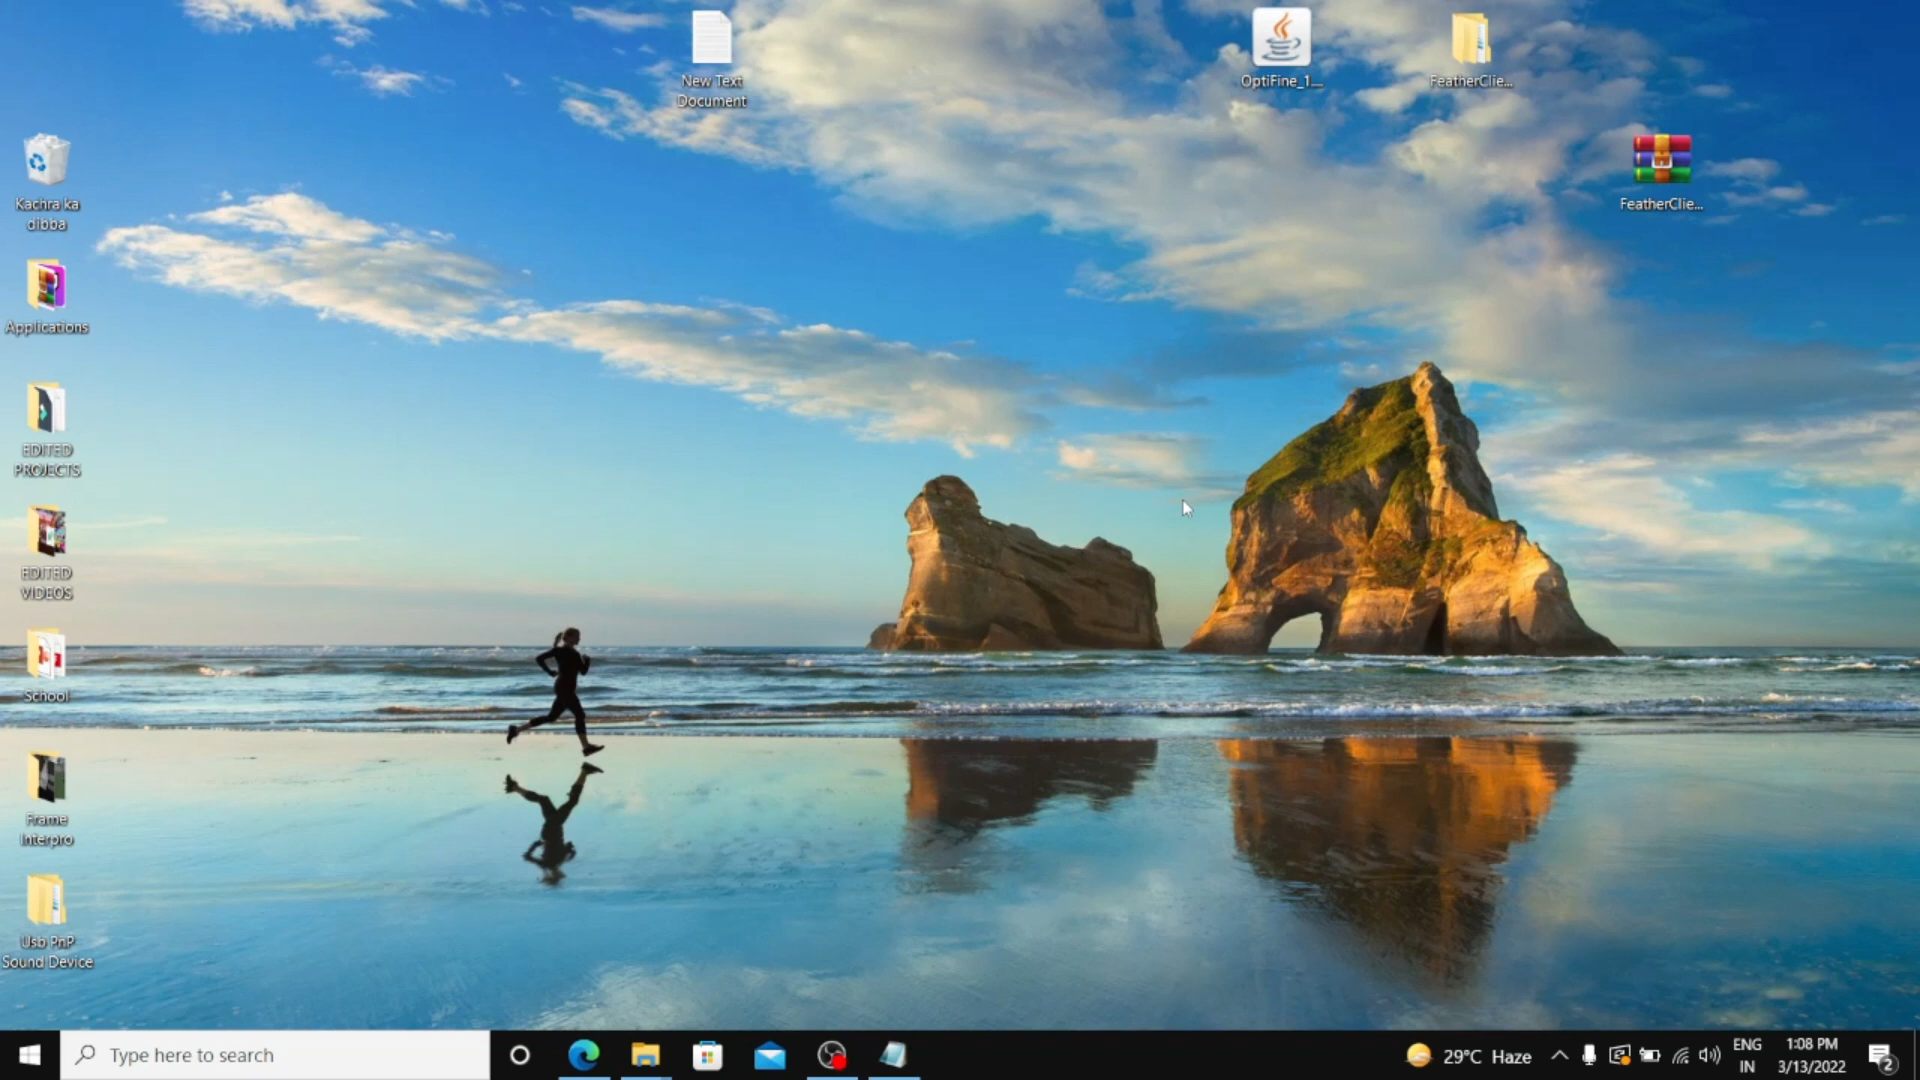 New Text
Document
OptiFine_1_...
FeatherClie...
FeatherClie...
Kachra ka
dibba
Applications
EDITED
PROJECTS
EDITED
VIDEOS
School
Frame
Interpro
Usb PnP
Sound Device
Type here to search
29°C Haze
ENG
IN
1:08 PM
3/13/2022
2